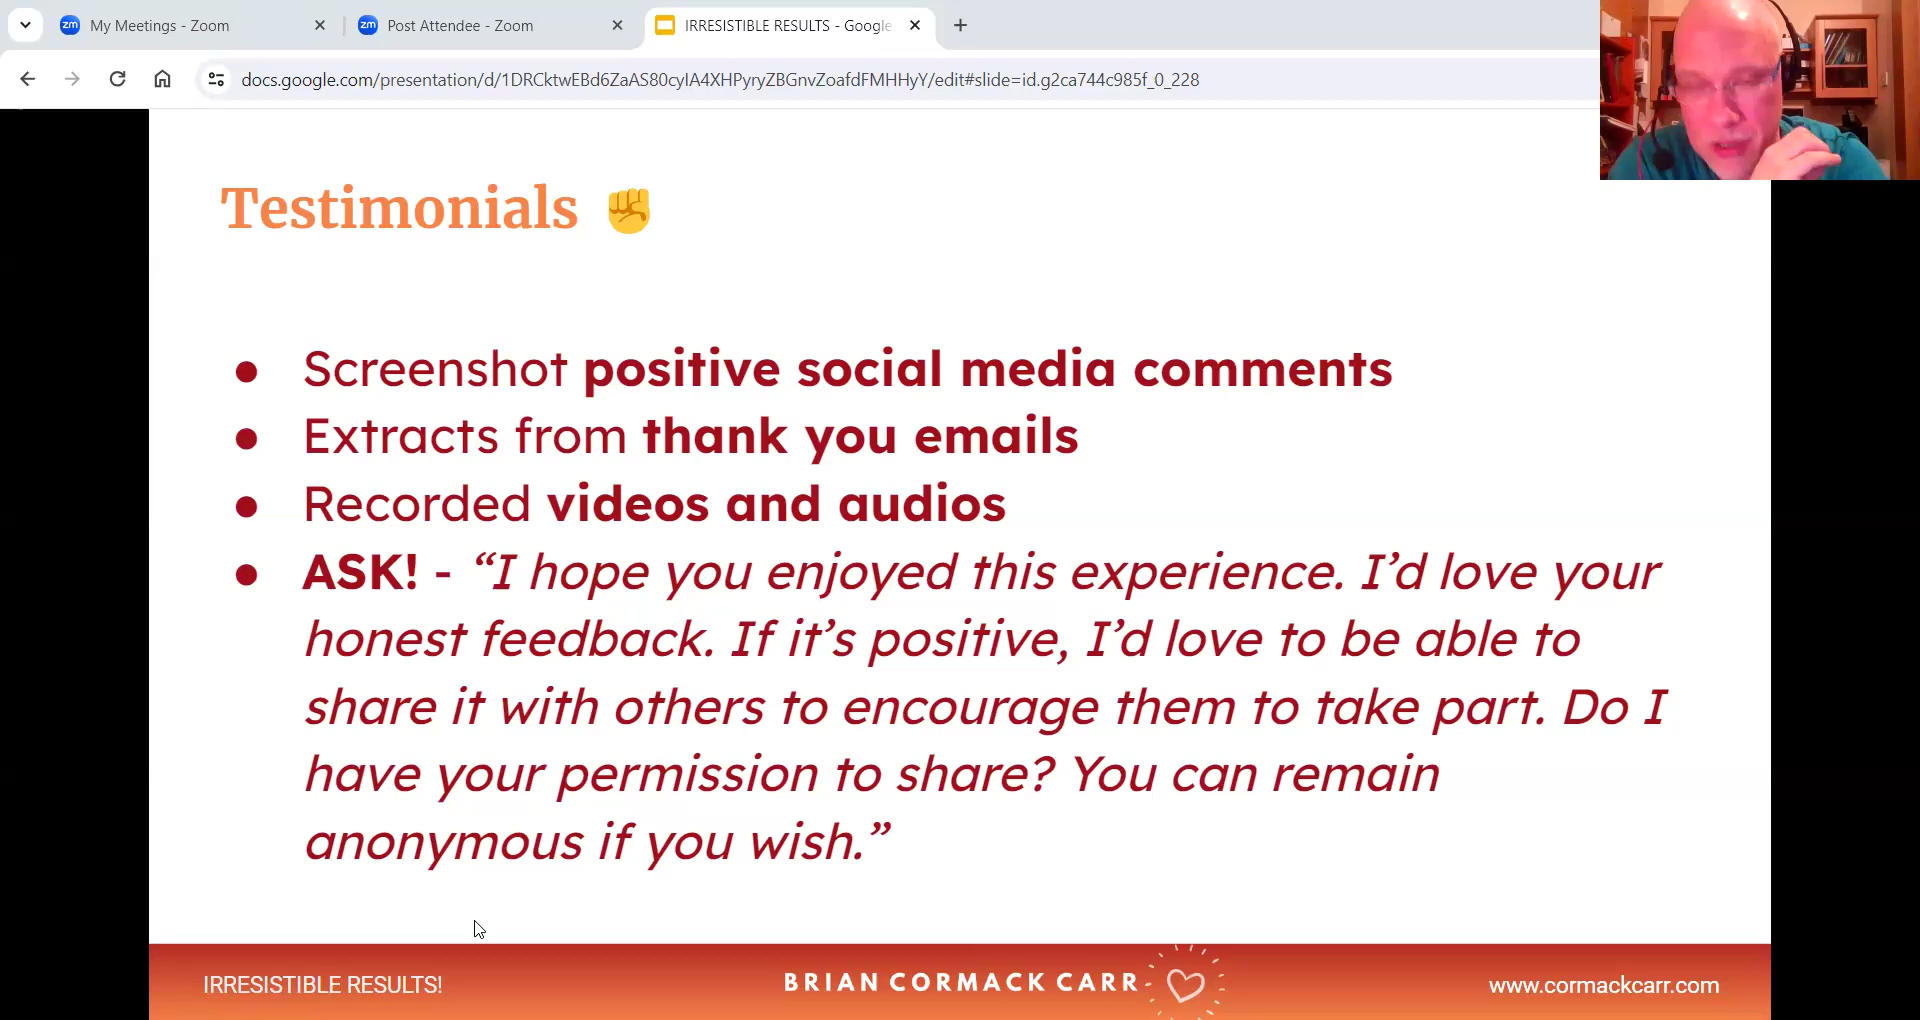 My Meetings - Zoom
Post Attendee - Zoom
IRRESISTIBLE RESULTS - Google
docs.google.com/presentation/d/1DRCktwEBd6ZaAS80cyIA4XHPyryZBGnvZoafdFMHHyY/edit#slide=id.g2ca744c985f_0_228
Testimonials ✊
● Screenshot positive social media comments
● Extracts from thank you emails
● Recorded videos and audios
● ASK! - “I hope you enjoyed this experience. I’d love your
honest feedback. If it’s positive, I’d love to be able to
share it with others to encourage them to take part. Do I
have your permission to share? You can remain
anonymous if you wish.”
IRRESISTIBLE RESULTS!
BRIAN CORMACK CARR
www.cormackcarr.com